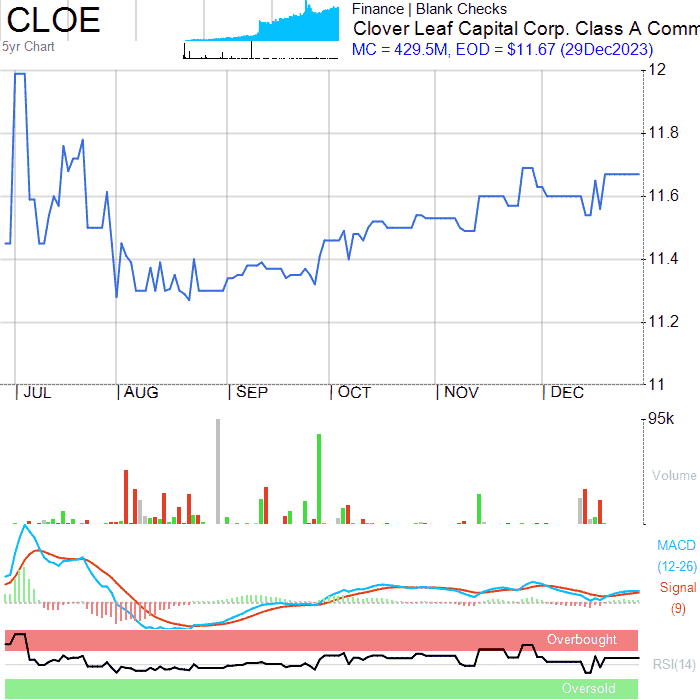 CLOE
Finance | Blank Checks
5yr Chart
Clover Leaf Capital Corp. Class A Comm
MC = 429.5M, EOD = $11.67 (29Dec2023)
12
11.8
11.6
11.4
11.2
11
JUL AUG SEP OCT NOV DEC
95k
Volume
MACD
(12-26)
Signal
(9)
Overbought
RSI(14)
Oversold